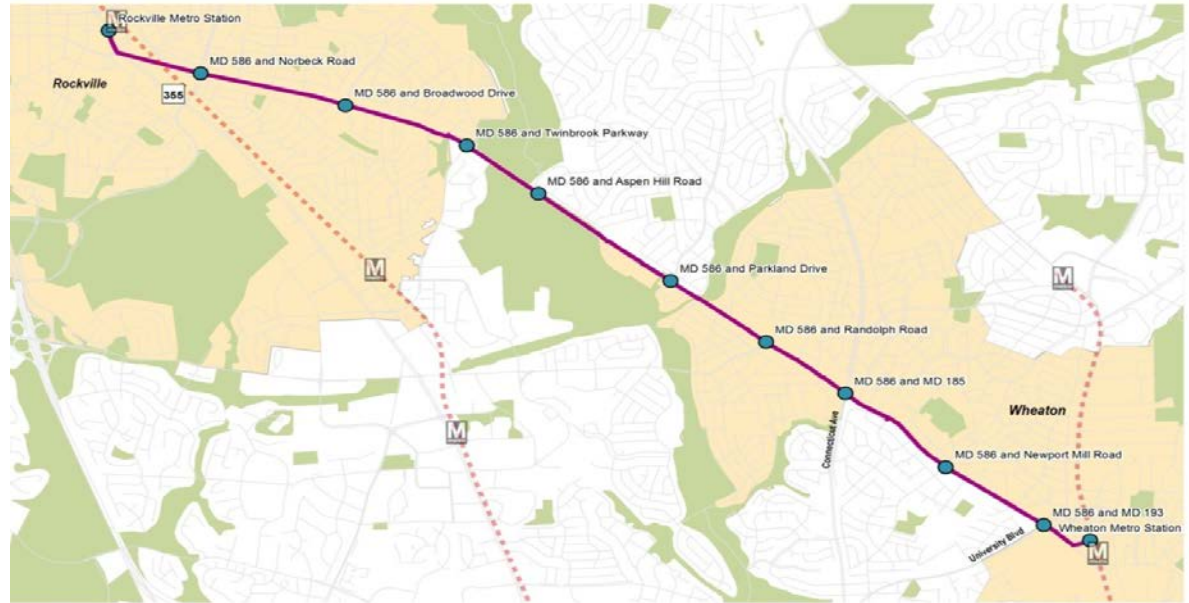 M
Rockville Metro Station
MD 586 and Norbeck Road
Rockville
355
MD 586 and Broadwood Drive
MD 586 and Twinbrook Parkway
MD 586 and Aspen Hill Road
M
MD 586 and Parkland Drive
M
MD 586 and Randolph Road
MD 586 and MD 185
Wheaton
Connecticut Ave
M
MD 586 and Newport Mill Road
MD 586 and MD 193
Wheaton Metro Station
University Blvd
M